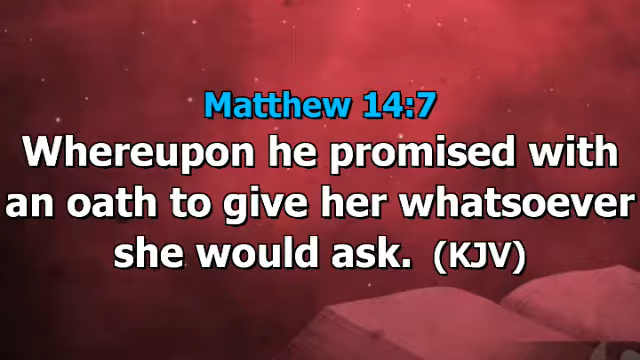 Matthew 14:7
Whereupon he promised with
an oath to give her whatsoever
she would ask. (KJV)